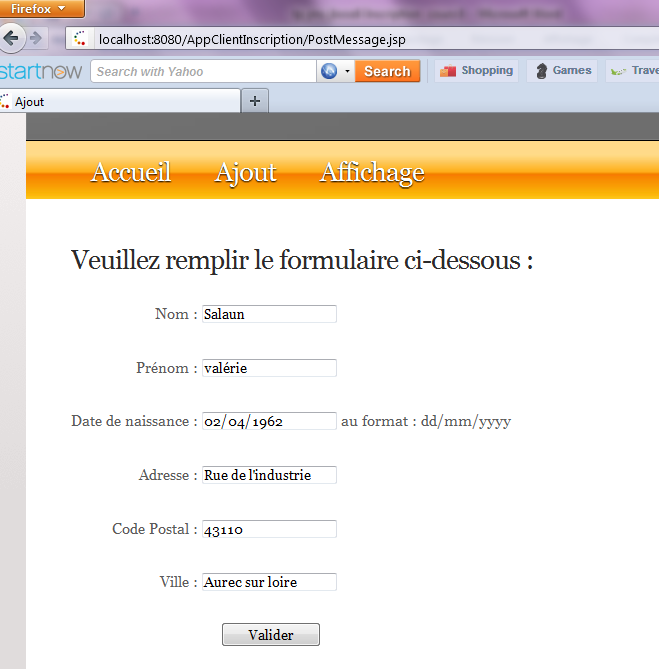 Firefox
localhost:8080/AppClientInscription/PostMessage.jsp
startnow Search with Yahoo Search Shopping Games
Ajout
Accueil Ajout Affichage
Veuillez remplir le formulaire ci-dessous :
Nom : Salaun
Prénom : valérie
Date de naissance : 02/04/1962 au format : dd/mm/yyyy
Adresse : Rue de l'industrie
Code Postal : 43110
Ville : Aurec sur loire
Valider